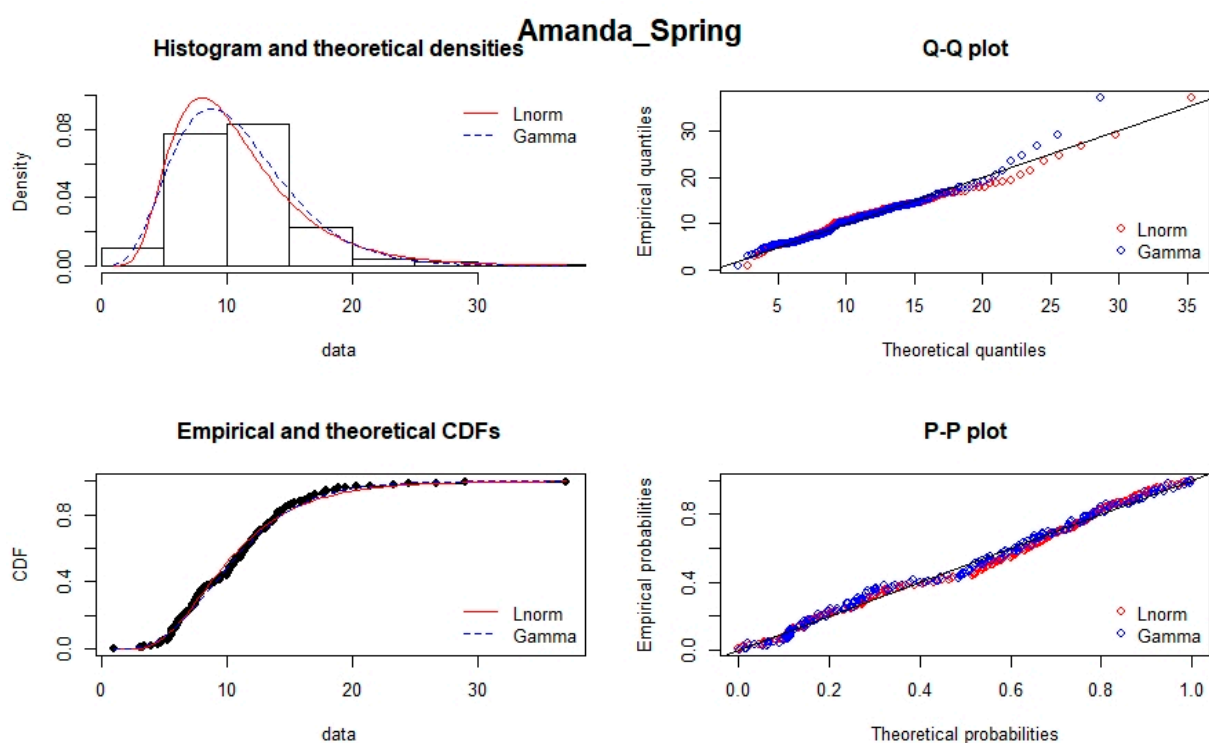 Amanda_Spring
Histogram and theoretical densities
Density
0.00
0.04
0.08
0 10 20 30
data
Lnorm
Gamma
Q-Q plot
Empirical quantiles
0 10 20 30
5 10 15 20 25 30 35
Theoretical quantiles
Lnorm
Gamma
Empirical and theoretical CDFs
CDF
0.0 0.4 0.8
0 10 20 30
data
Lnorm
Gamma
P-P plot
Empirical probabilities
0.0 0.4 0.8
0.0 0.2 0.4 0.6 0.8 1.0
Theoretical probabilities
Lnorm
Gamma